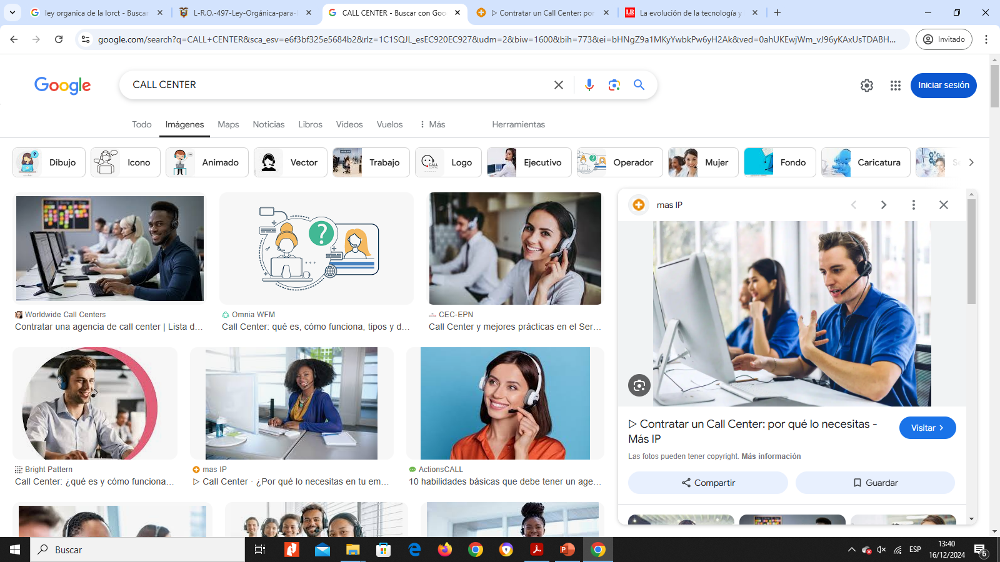 ley organica de la lorct - Buscar
L-R.O.-497-Ley-Orgánica-para-
CALL CENTER - Buscar con Goo
▷ Contratar un Call Center: por
LR La evolución de la tecnología y
google.com/search?q=CALL+CENTER&sca_esv=e6f3bf325e5684b2&rlz=1C1SQJL_esEC920EC927&udm=2&biw=1600&bih=773&ei=bHNgZ9a1MKyYwbkPw6yH2Ak&ved=0ahUKEwjWm_vJ96yKAxUsTDABH...
Invitado
Google
CALL CENTER
Iniciar sesión
Todo
Imágenes
Maps
Noticias
Libros
Videos
Vuelos
Más
Herramientas
Dibujo
Icono
Animado
Vector
Trabajo
Logo
Ejecutivo
Operador
Mujer
Fondo
Caricatura
Worldwide Call Centers
Contratar una agencia de call center | Lista d...
Omnia WFM
Call Center: qué es, cómo funciona, tipos y d...
CEC-EPN
Call Center y mejores prácticas en el Ser...
Bright Pattern
Call Center: ¿qué es y cómo funciona...
mas IP
▷ Call Center · ¿Por qué lo necesitas en tu em...
ActionsCALL
10 habilidades básicas que debe tener un age...
mas IP
▷ Contratar un Call Center: por qué lo necesitas -
Más IP
Visitar
Las fotos pueden tener copyright. Más información
Compartir
Guardar
Buscar
ESP
13:40
16/12/2024
6